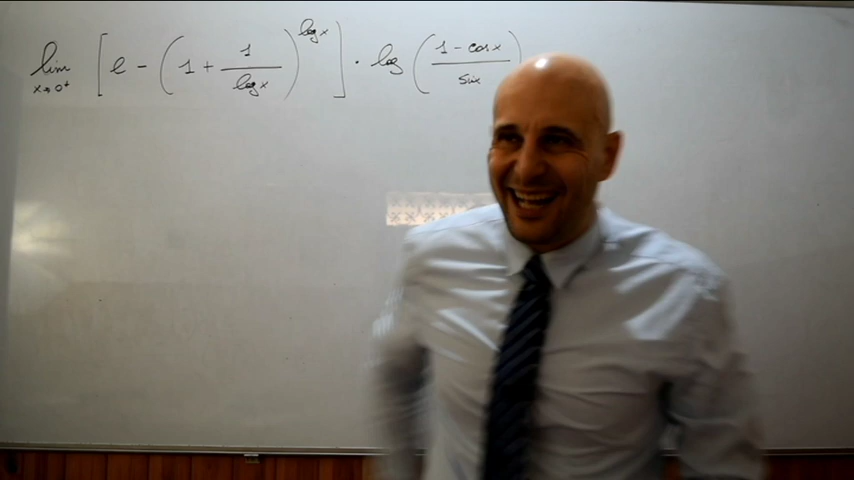 lim x→0⁺ [e - (1 + 1/log x)^log x] · log((1 - cos x)/sin x)